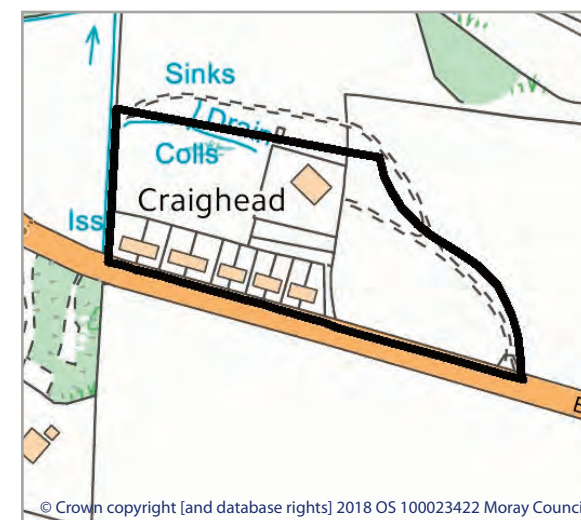 Sinks
Drain
Colls
Craighead
Iss
© Crown copyright [and database rights] 2018 OS 100023422 Moray Counci